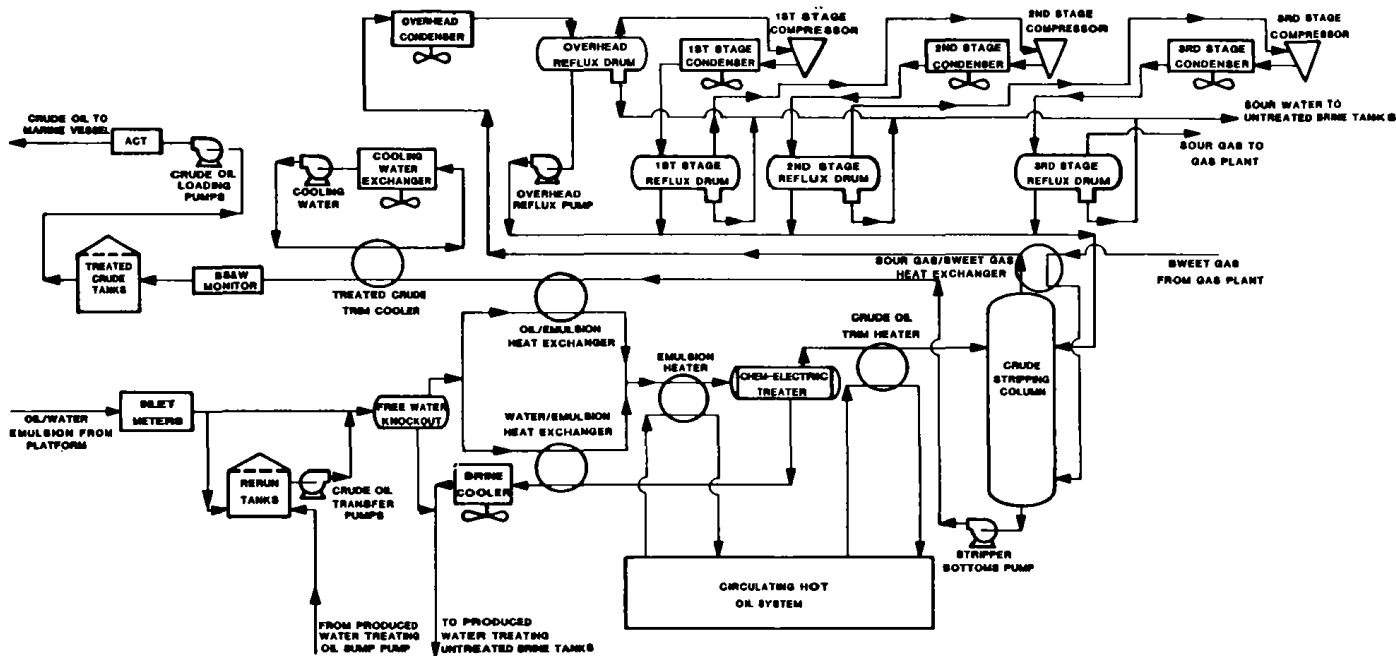 OVERHEAD
CONDENSER
OVERHEAD
REFLUX DRUM
1ST STAGE
COMPRESSOR
1ST STAGE
CONDENSER
2ND STAGE
COMPRESSOR
2ND STAGE
CONDENSER
3RD STAGE
COMPRESSOR
3RD STAGE
CONDENSER
SOUR WATER TO
UNTREATED BRINE TANKS
SOUR GAS TO
GAS PLANT
CRUDE OIL TO
MARINE VESSEL
ACT
CRUDE OIL
LOADING
PUMPS
COOLING
WATER
COOLING
WATER
EXCHANGER
OVERHEAD
REFLUX PUMP
1ST STAGE
REFLUX DRUM
2ND STAGE
REFLUX DRUM
3RD STAGE
REFLUX DRUM
TREATED
CRUDE
TANKS
BS&W
MONITOR
TREATED CRUDE
TRIM COOLER
SOUR GAS/SWEET GAS
HEAT EXCHANGER
SWEET GAS
FROM GAS PLANT
OIL/EMULSION
HEAT EXCHANGER
CRUDE OIL
TRIM HEATER
EMULSION
HEATER
CHEM-ELECTRIC
TREATER
CRUDE
STRIPPING
COLUMN
INLET
METERS
OIL/WATER
EMULSION FROM
PLATFORM
FREE WATER
KNOCKOUT
WATER/EMULSION
HEAT EXCHANGER
RERUN
TANKS
CRUDE OIL
TRANSFER
PUMPS
BRINE
COOLER
STRIPPER
BOTTOMS PUMP
CIRCULATING HOT
OIL SYSTEM
FROM PRODUCED
WATER TREATING
OIL SUMP PUMP
TO PRODUCED
WATER TREATING
UNTREATED BRINE TANKS